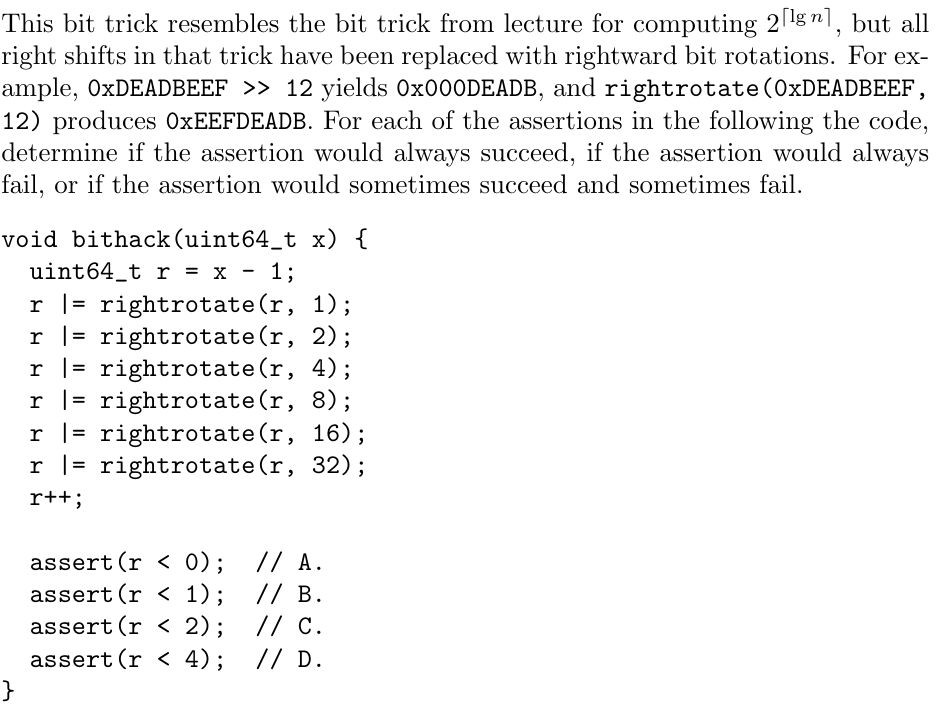 This bit trick resembles the bit trick from lecture for computing 2^⌈lg n⌉, but all
right shifts in that trick have been replaced with rightward bit rotations. For ex-
ample, 0xDEADBEEF >> 12 yields 0x000DEADB, and rightrotate(0xDEADBEEF,
12) produces 0xEEFDEADB. For each of the assertions in the following the code,
determine if the assertion would always succeed, if the assertion would always
fail, or if the assertion would sometimes succeed and sometimes fail.
void bithack(uint64_t x) {
  uint64_t r = x - 1;
  r |= rightrotate(r, 1);
  r |= rightrotate(r, 2);
  r |= rightrotate(r, 4);
  r |= rightrotate(r, 8);
  r |= rightrotate(r, 16);
  r |= rightrotate(r, 32);
  r++;
  assert(r < 0);  // A.
  assert(r < 1);  // B.
  assert(r < 2);  // C.
  assert(r < 4);  // D.
}